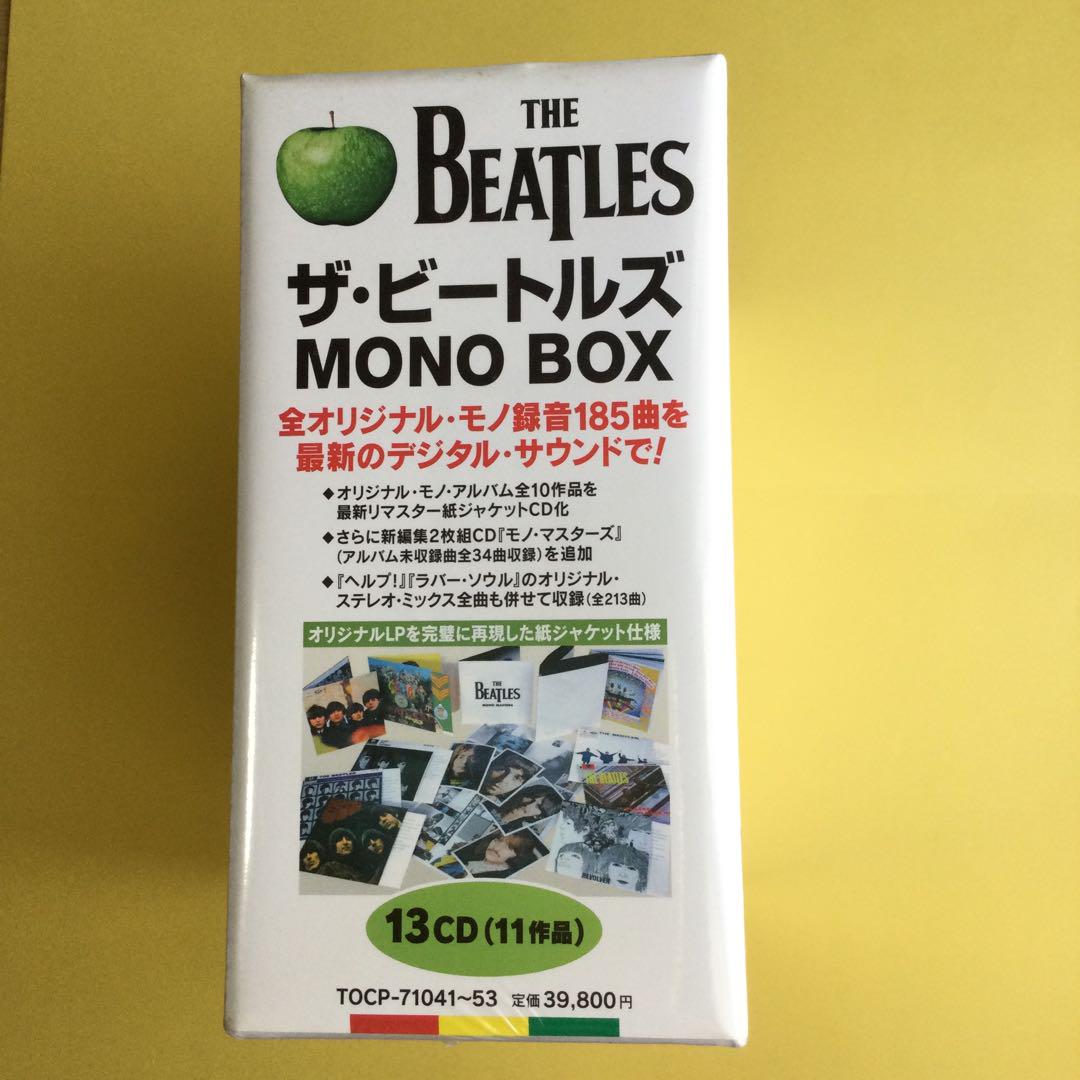 THE
BEATLES
ザ・ビートルズ
MONO BOX
全オリジナル・モノ録音185曲を
最新のデジタル・サウンドで!
◆オリジナル・モノ・アルバム全10作品を
最新リマスター紙ジャケットCD化
◆さらに新編集2枚組CD『モノ・マスターズ』
(アルバム未収録曲全34曲収録)を追加
◆『ヘルプ!』『ラバー・ソウル』のオリジナル・
ステレオ・ミックス全曲も併せて収録(全213曲)
オリジナルLPを完璧に再現した紙ジャケット仕様
THE
BEATLES
MONO MASTERS
THE BEATLES
THE BEATLES
REVOLVER
13CD(11作品)
TOCP-71041~53 定価39,800円